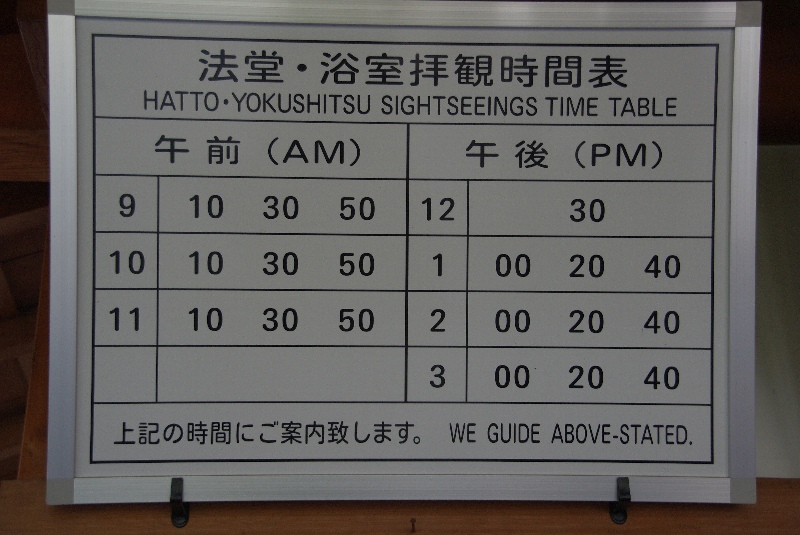 法堂・浴室拝観時間表
HATTO・YOKUSHITSU SIGHTSEEINGS TIME TABLE
午前（AM） 午後（PM）
9 10 30 50 12 30
10 10 30 50 1 00 20 40
11 10 30 50 2 00 20 40
3 00 20 40
上記の時間にご案内致します。 WE GUIDE ABOVE-STATED.